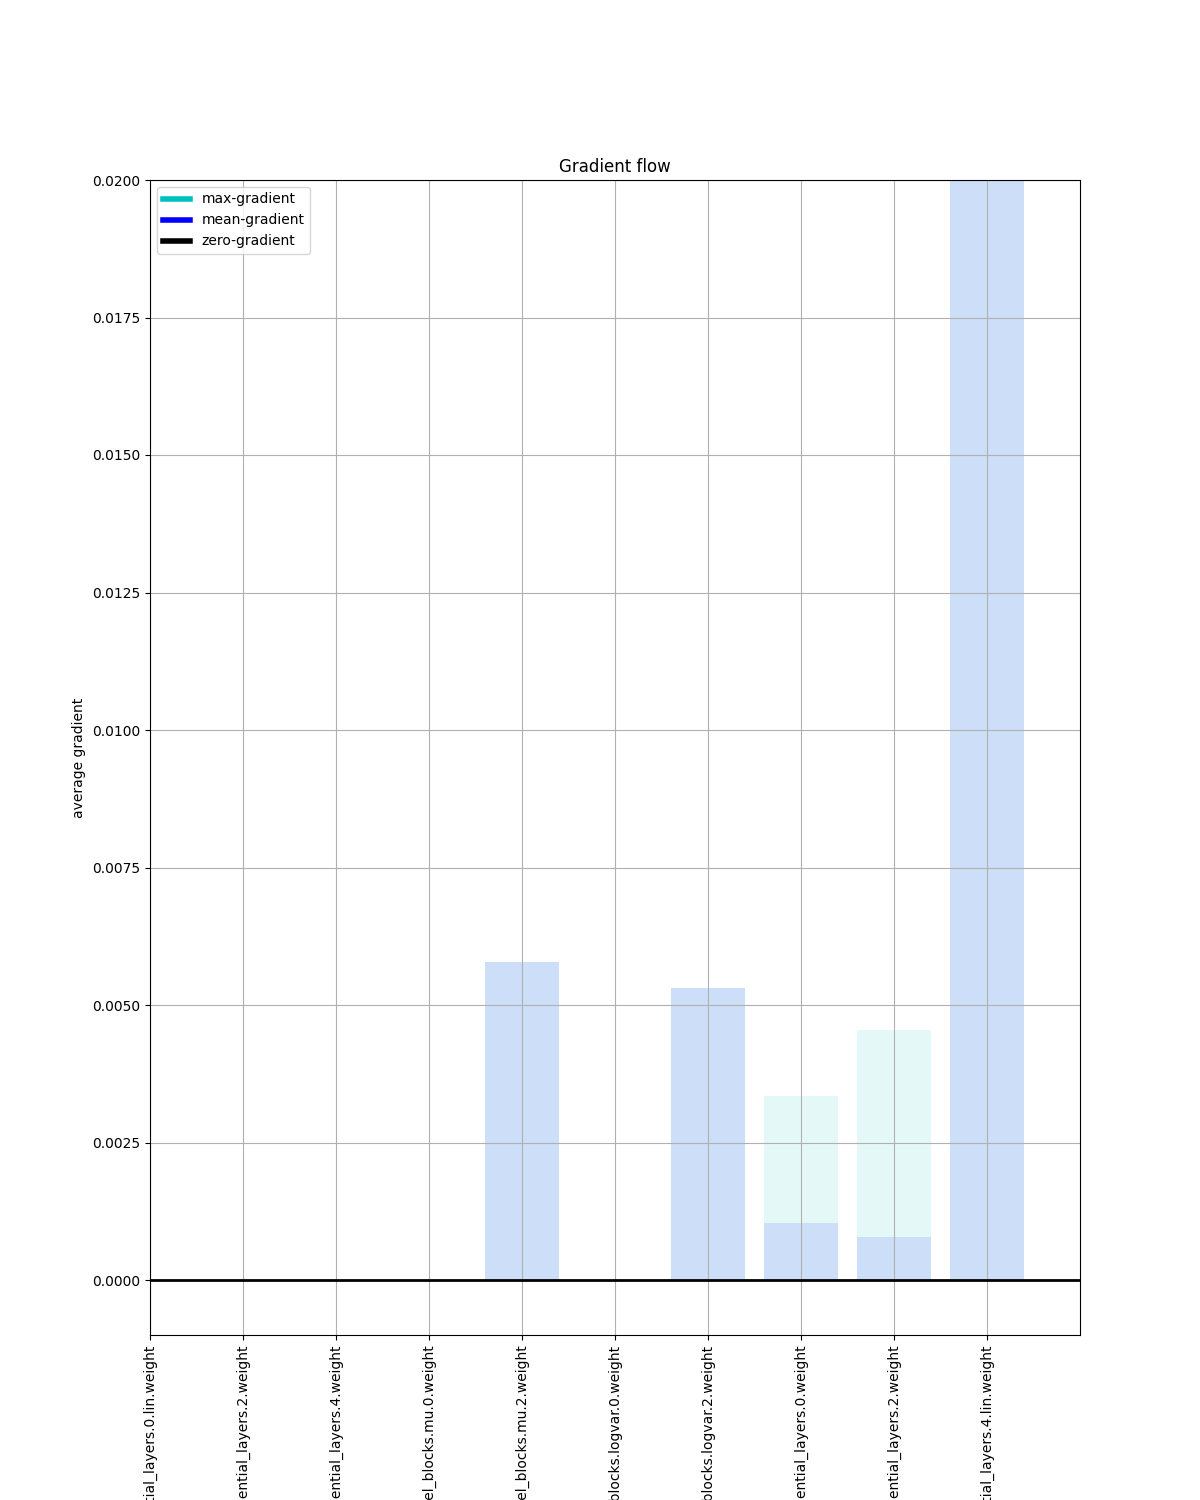 Gradient flow
max-gradient
mean-gradient
zero-gradient
0.0200
0.0175
0.0150
0.0125
0.0100
0.0075
0.0050
0.0025
0.0000
average gradient
tial_layers.0.lin.weight
ential_layers.2.weight
ential_layers.4.weight
el_blocks.mu.0.weight
el_blocks.mu.2.weight
blocks.logvar.0.weight
blocks.logvar.2.weight
ential_layers.0.weight
ential_layers.2.weight
tial_layers.4.lin.weight